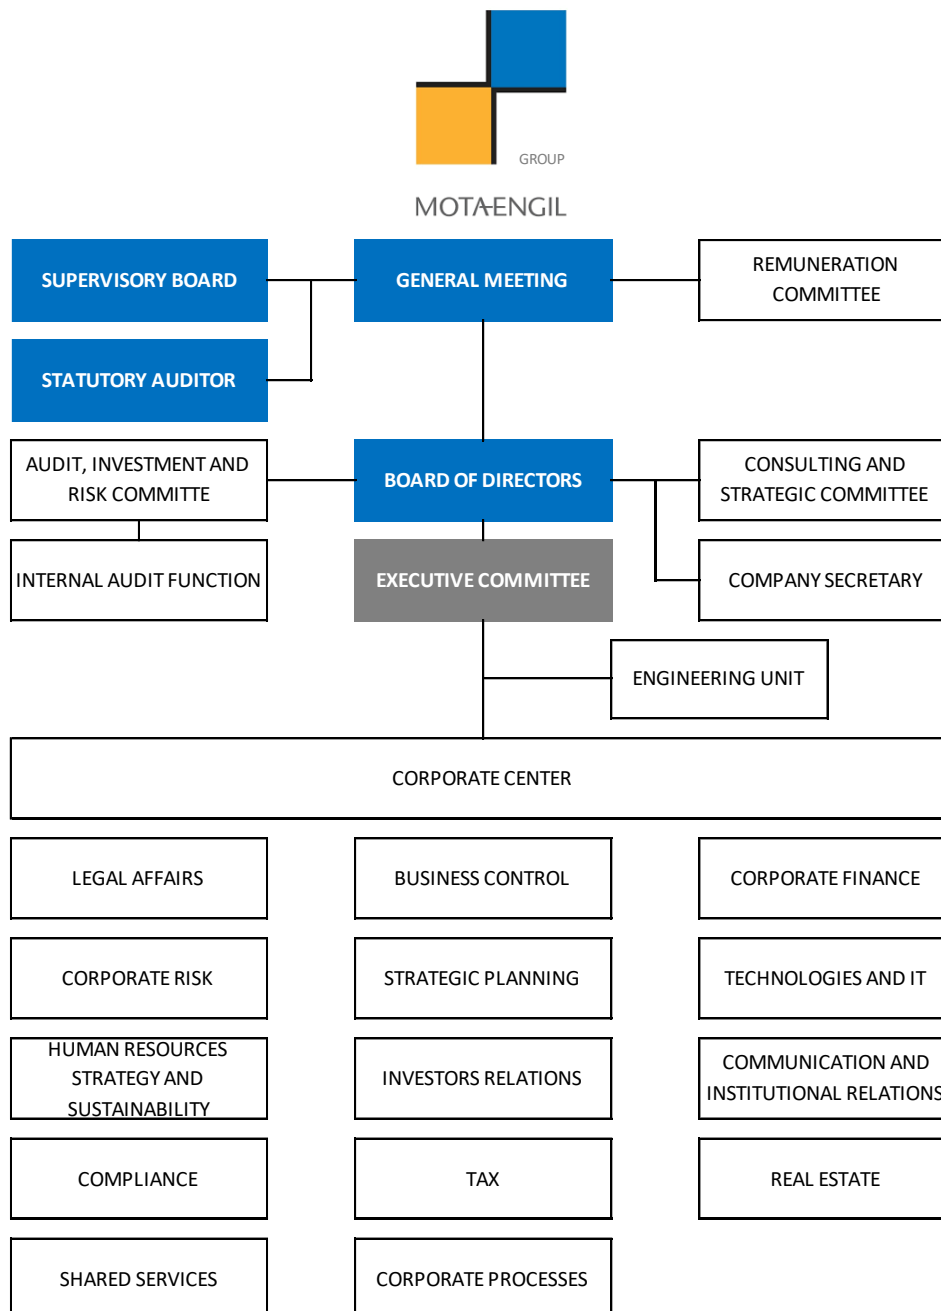 GROUP
MOTA-ENGIL
SUPERVISORY BOARD
GENERAL MEETING
REMUNERATION
COMMITTEE
STATUTORY AUDITOR
AUDIT, INVESTMENT AND
RISK COMMITTE
BOARD OF DIRECTORS
CONSULTING AND
STRATEGIC COMMITTEE
INTERNAL AUDIT FUNCTION
EXECUTIVE COMMITTEE
COMPANY SECRETARY
ENGINEERING UNIT
CORPORATE CENTER
LEGAL AFFAIRS
BUSINESS CONTROL
CORPORATE FINANCE
CORPORATE RISK
STRATEGIC PLANNING
TECHNOLOGIES AND IT
HUMAN RESOURCES
STRATEGY AND
SUSTAINABILITY
INVESTORS RELATIONS
COMMUNICATION AND
INSTITUTIONAL RELATIONS
COMPLIANCE
TAX
REAL ESTATE
SHARED SERVICES
CORPORATE PROCESSES